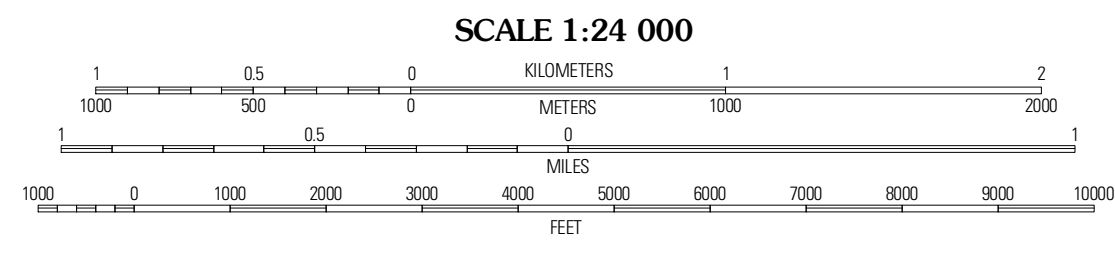 SCALE 1:24 000
1 0.5 0 KILOMETERS 1 2
1000 500 0 METERS 1000 2000
1 0.5 0 1
MILES
1000 0 1000 2000 3000 4000 5000 6000 7000 8000 9000 10000
FEET